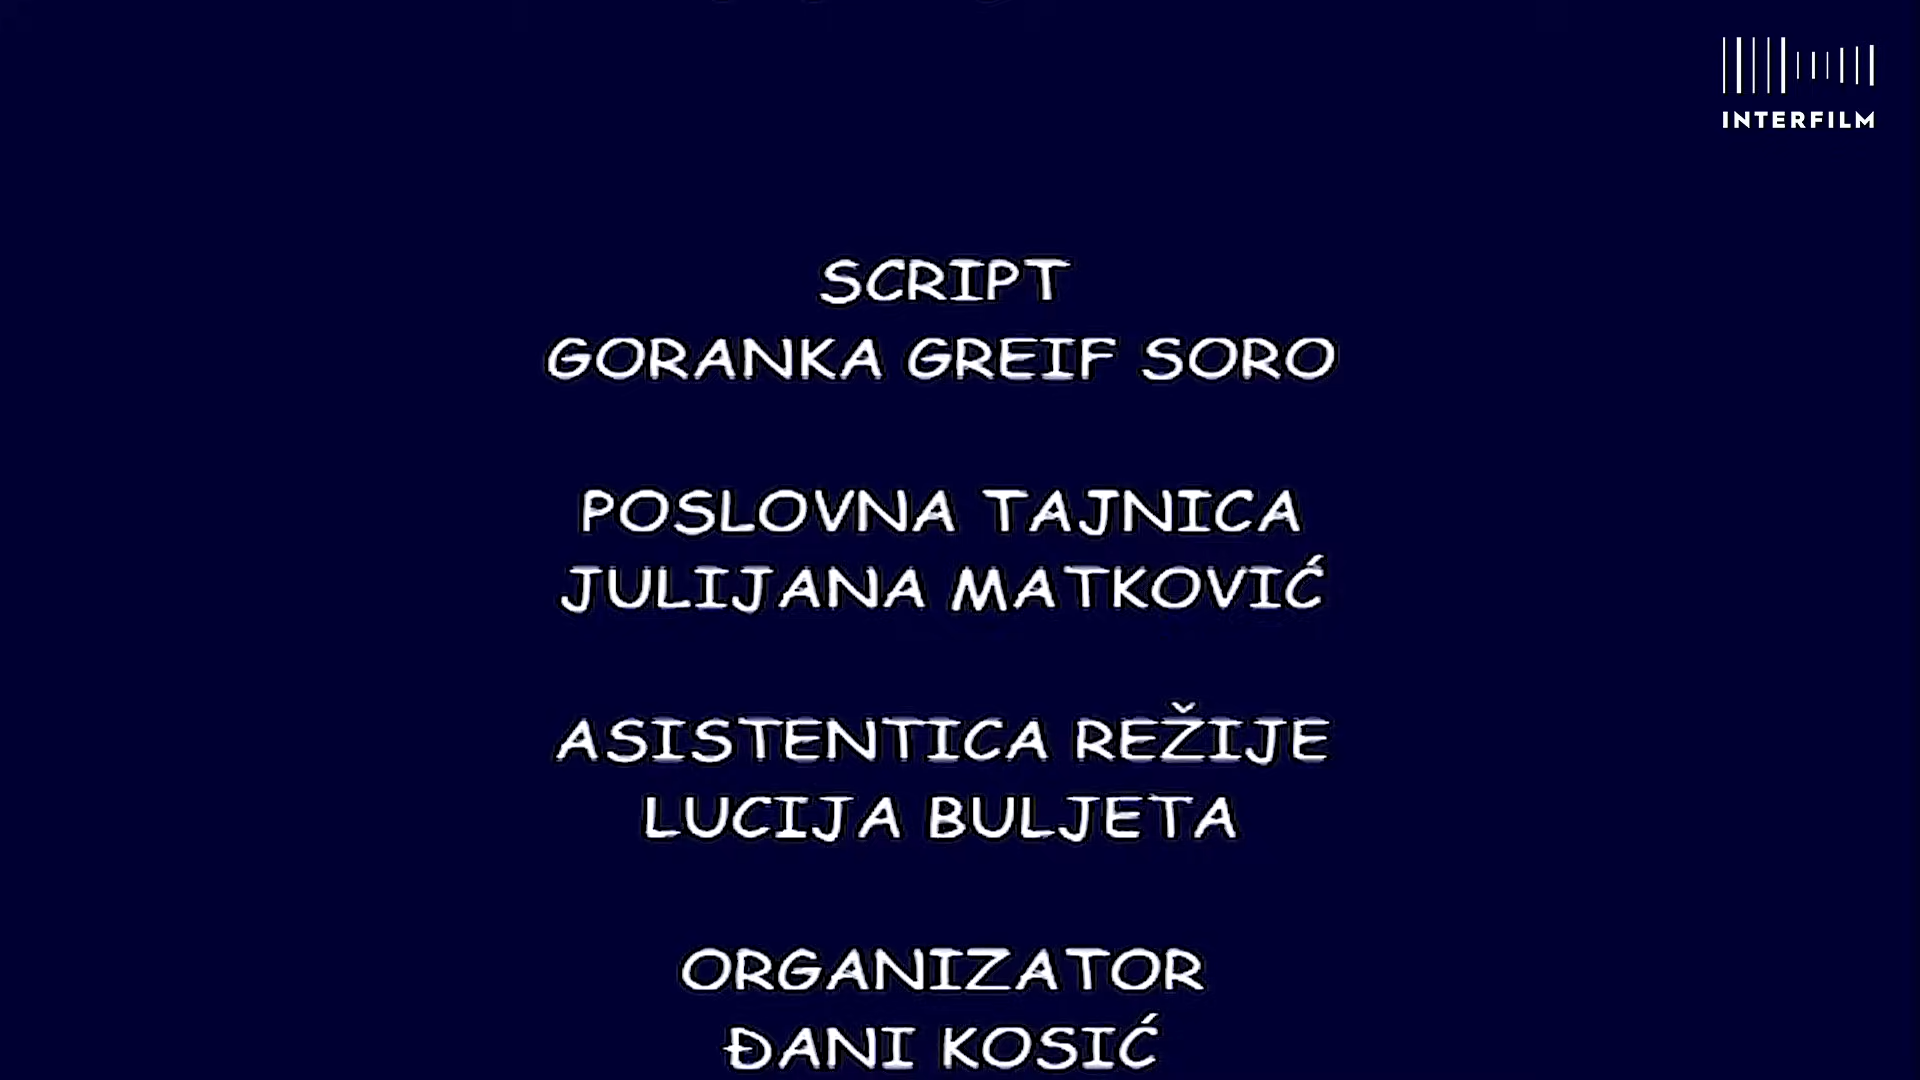 INTERFILM
SCRIPT
GORANKA GREIF SORO
POSLOVNA TAJNICA
JULIJANA MATKOVIĆ
ASISTENTICA REŽIJE
LUCIJA BULJETA
ORGANIZATOR
ĐANI KOSIĆ